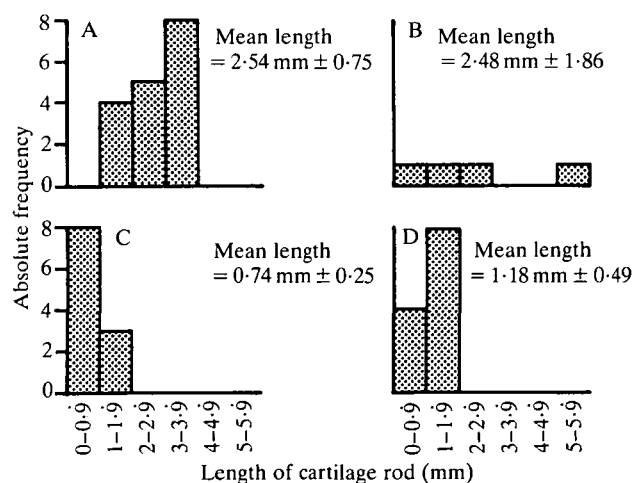 A
Mean length
= 2·54 mm ± 0·75
B
Mean length
= 2·48 mm ± 1·86
8
6
4
2
0
C
Mean length
= 0·74 mm ± 0·25
D
Mean length
= 1·18 mm ± 0·49
8
6
4
2
0
Absolute frequency
0–0·9̇
1–1·9̇
2–2·9̇
3–3·9̇
4–4·9̇
5–5·9̇
0–0·9̇
1–1·9̇
2–2·9̇
3–3·9̇
4–4·9̇
5–5·9̇
Length of cartilage rod (mm)